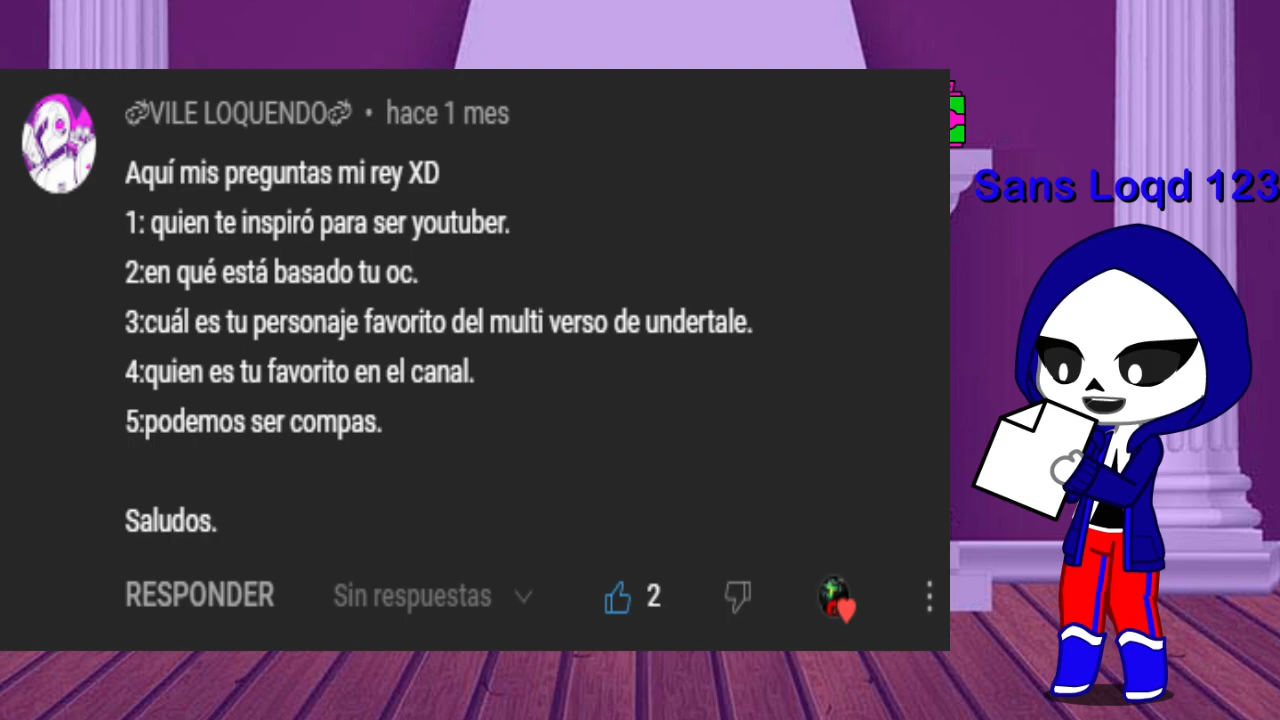 🥟VILE LOQUENDO🥟 • hace 1 mes
Aquí mis preguntas mi rey XD
1: quien te inspiró para ser youtuber.
2:en qué está basado tu oc.
3:cuál es tu personaje favorito del multi verso de undertale.
4:quien es tu favorito en el canal.
5:podemos ser compas.
Saludos.
RESPONDER Sin respuestas 2
Sans Loqd 123